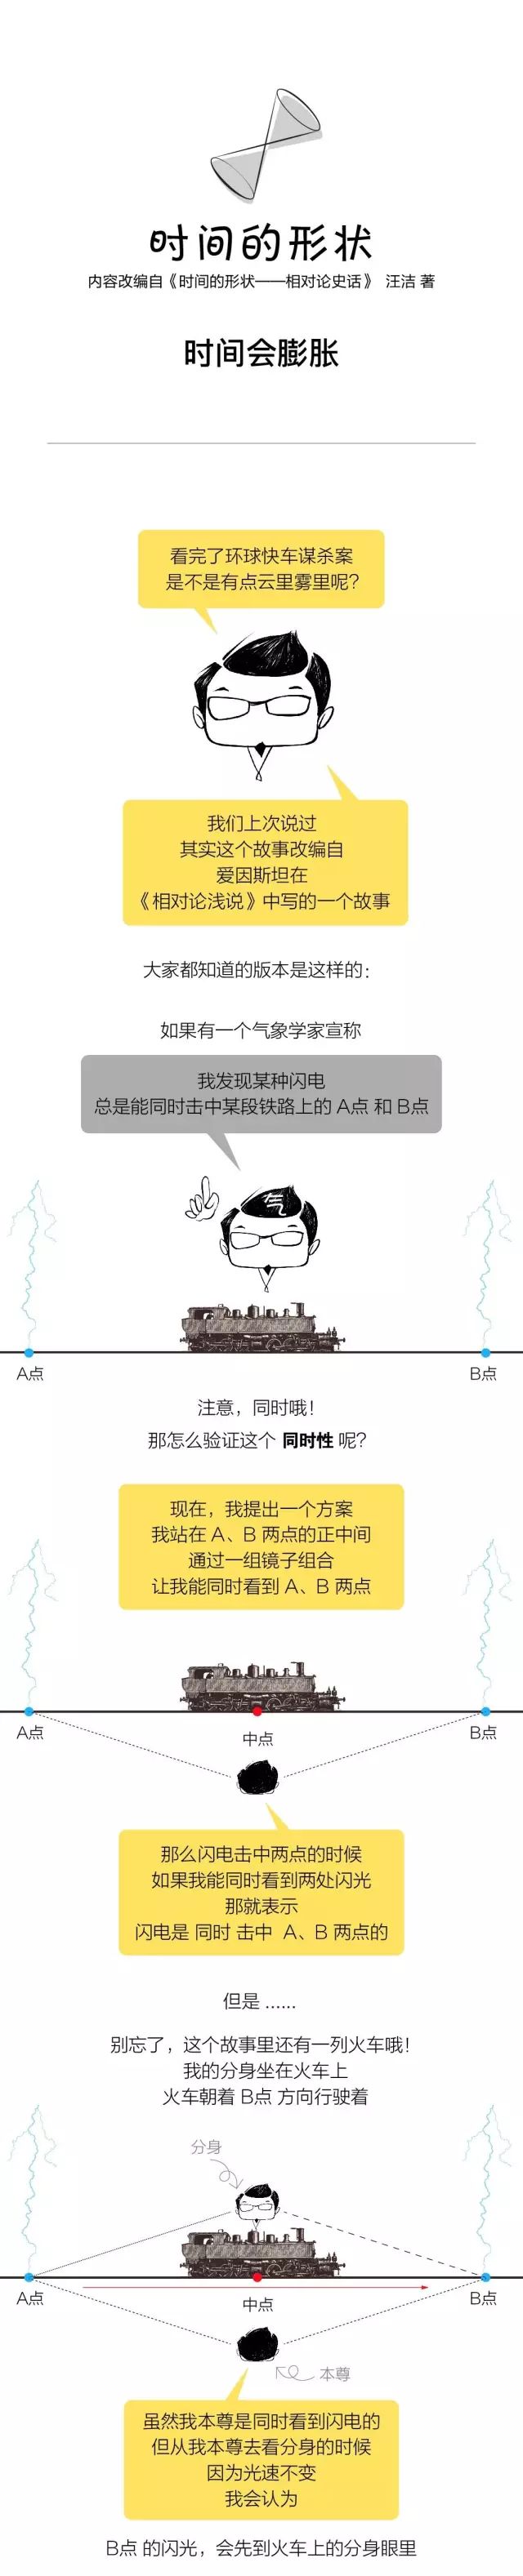 时间的形状
内容改编自《时间的形状——相对论史话》 汪洁 著
时间会膨胀
看完了环球快车谋杀案
是不是有点云里雾里呢?
我们上次说过
其实这个故事改编自
爱因斯坦在
《相对论浅说》中写的一个故事
大家都知道的版本是这样的:
如果有一个气象学家宣称
我发现某种闪电
总是能同时击中某段铁路上的 A点 和 B点
气
A点
B点
注意，同时哦!
那怎么验证这个 同时性 呢?
现在，我提出一个方案
我站在 A、B 两点的正中间
通过一组镜子组合
让我能同时看到 A、B 两点
A点
中点
B点
那么闪电击中两点的时候
如果我能同时看到两处闪光
那就表示
闪电是 同时 击中 A、B 两点的
但是 ......
别忘了，这个故事里还有一列火车哦!
我的分身坐在火车上
火车朝着 B点 方向行驶着
分身
A点
中点
B点
本尊
虽然我本尊是同时看到闪电的
但从我本尊去看分身的时候
因为光速不变
我会认为
B点 的闪光，会先到火车上的分身眼里